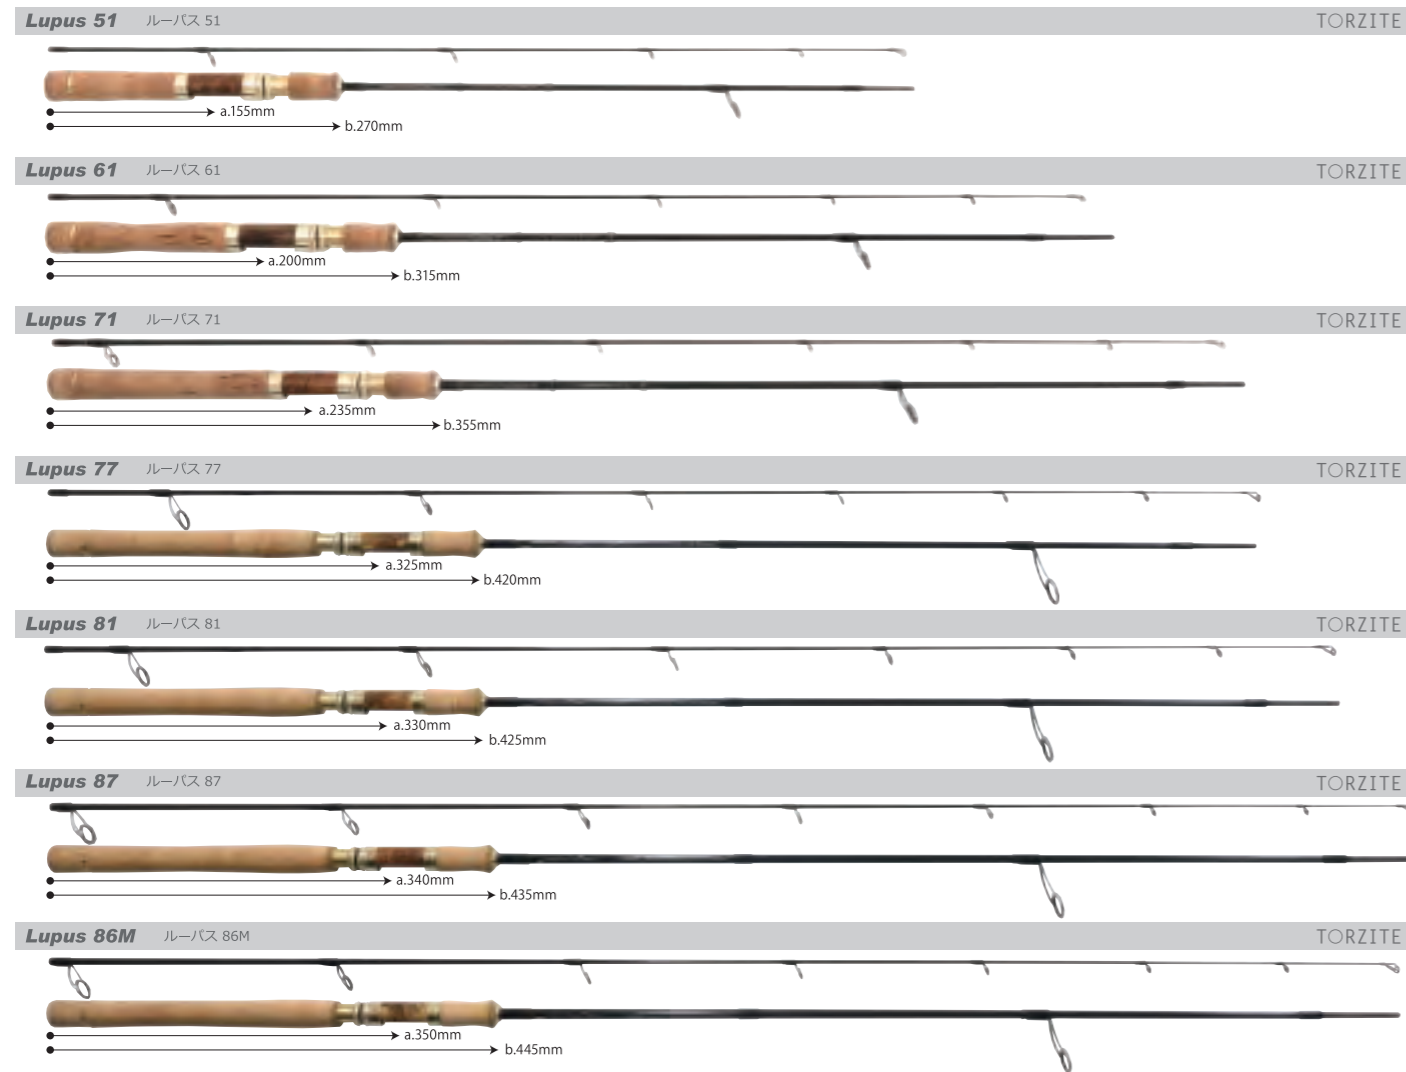 Lupus 51 ルーパス 51 TORZITE
a.155mm
b.270mm
Lupus 61 ルーパス 61 TORZITE
a.200mm
b.315mm
Lupus 71 ルーパス 71 TORZITE
a.235mm
b.355mm
Lupus 77 ルーパス 77 TORZITE
a.325mm
b.420mm
Lupus 81 ルーパス 81 TORZITE
a.330mm
b.425mm
Lupus 87 ルーパス 87 TORZITE
a.340mm
b.435mm
Lupus 86M ルーパス 86M TORZITE
a.350mm
b.445mm